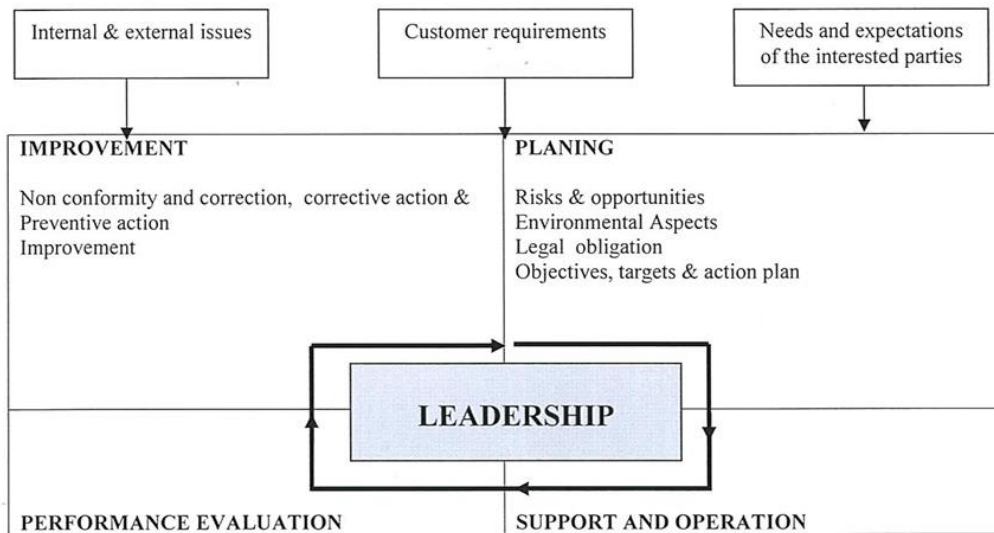 Internal & external issues
Customer requirements
Needs and expectations
of the interested parties
IMPROVEMENT
Non conformity and correction, corrective action &
Preventive action
Improvement
PLANING
Risks & opportunities
Environmental Aspects
Legal obligation
Objectives, targets & action plan
LEADERSHIP
PERFORMANCE EVALUATION
SUPPORT AND OPERATION